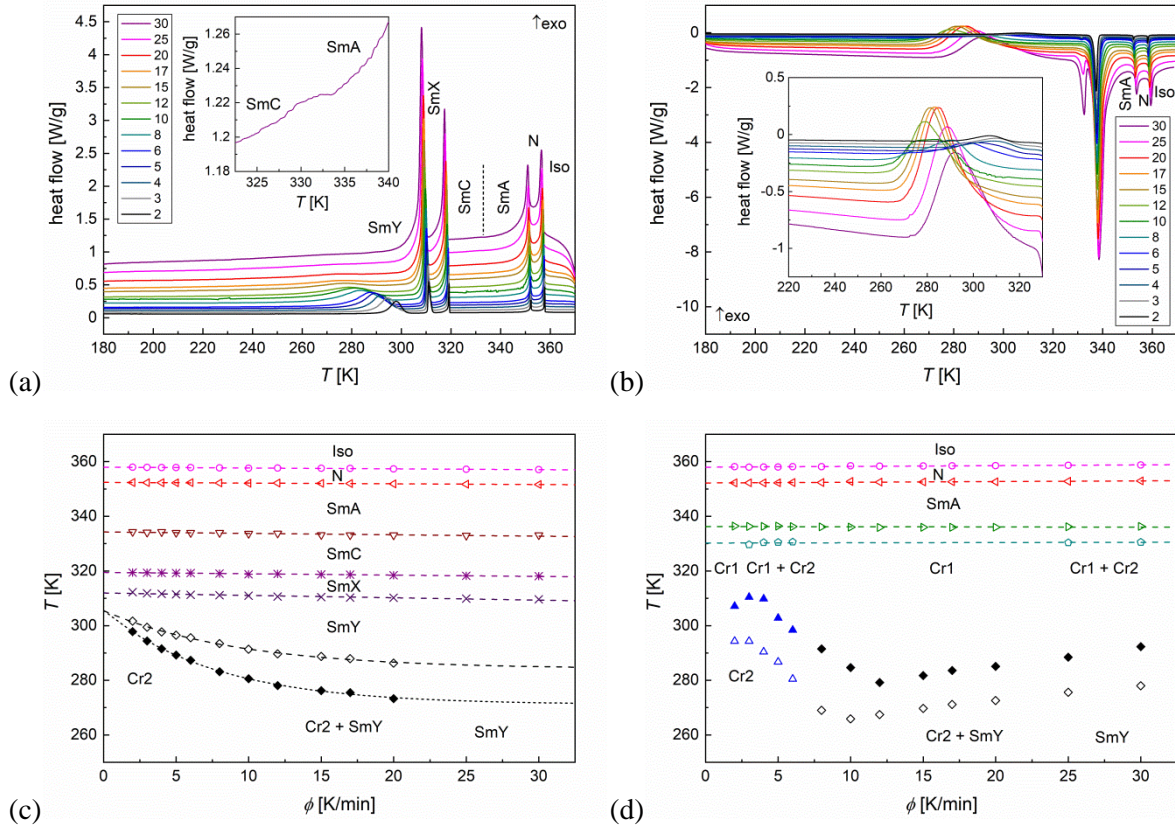 4.5
4.0
3.5
3.0
2.5
2.0
1.5
1.0
0.5
0
heat flow [W/g]
30
25
20
17
15
12
10
8
6
5
4
3
2
1.26
1.24
1.22
1.20
heat flow [W/g]
SmA
SmC
325 330 335 340
T [K]
↑exo
SmX
SmY
SmC
SmA
N
Iso
180 200 220 240 260 280 300 320 340 360
T [K]
(a)
0
-2
-4
-6
-8
-10
heat flow [W/g]
0.5
0
-0.5
-1
heat flow [W/g]
220 240 260 280 300 320
T [K]
SmA
N
Iso
30
25
20
17
15
12
10
8
6
5
4
3
2
↑exo
180 200 220 240 260 280 300 320 340 360
T [K]
(b)
360
340
320
300
280
260
T [K]
Iso
N
SmA
SmC
SmX
SmY
Cr2
Cr2 + SmY
SmY
0 5 10 15 20 25 30
ϕ [K/min]
(c)
360
340
320
300
280
260
T [K]
Iso
N
SmA
Cr1 Cr1 + Cr2 Cr1 Cr1 + Cr2
Cr2
Cr2 + SmY
SmY
0 5 10 15 20 25 30
ϕ [K/min]
(d)